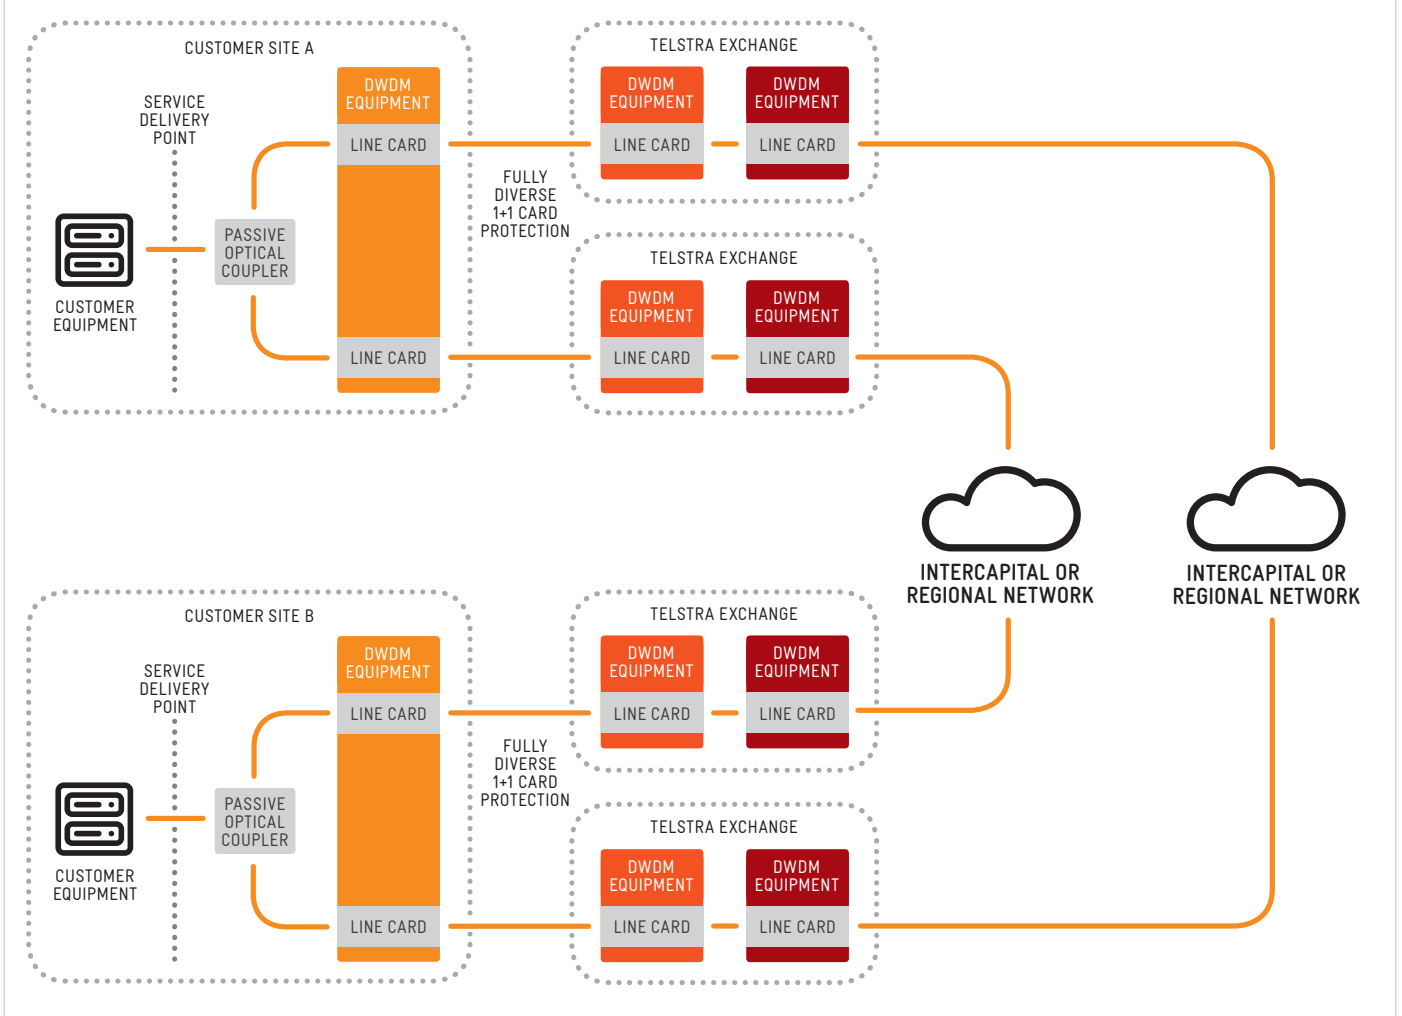 CUSTOMER SITE A
SERVICE
DELIVERY
POINT
CUSTOMER
EQUIPMENT
PASSIVE
OPTICAL
COUPLER
DWDM
EQUIPMENT
LINE CARD
LINE CARD
FULLY
DIVERSE
1+1 CARD
PROTECTION
TELSTRA EXCHANGE
DWDM
EQUIPMENT
LINE CARD
DWDM
EQUIPMENT
LINE CARD
TELSTRA EXCHANGE
DWDM
EQUIPMENT
LINE CARD
DWDM
EQUIPMENT
LINE CARD
INTERCAPITAL OR
REGIONAL NETWORK
INTERCAPITAL OR
REGIONAL NETWORK
CUSTOMER SITE B
SERVICE
DELIVERY
POINT
CUSTOMER
EQUIPMENT
PASSIVE
OPTICAL
COUPLER
DWDM
EQUIPMENT
LINE CARD
LINE CARD
FULLY
DIVERSE
1+1 CARD
PROTECTION
TELSTRA EXCHANGE
DWDM
EQUIPMENT
LINE CARD
DWDM
EQUIPMENT
LINE CARD
TELSTRA EXCHANGE
DWDM
EQUIPMENT
LINE CARD
DWDM
EQUIPMENT
LINE CARD